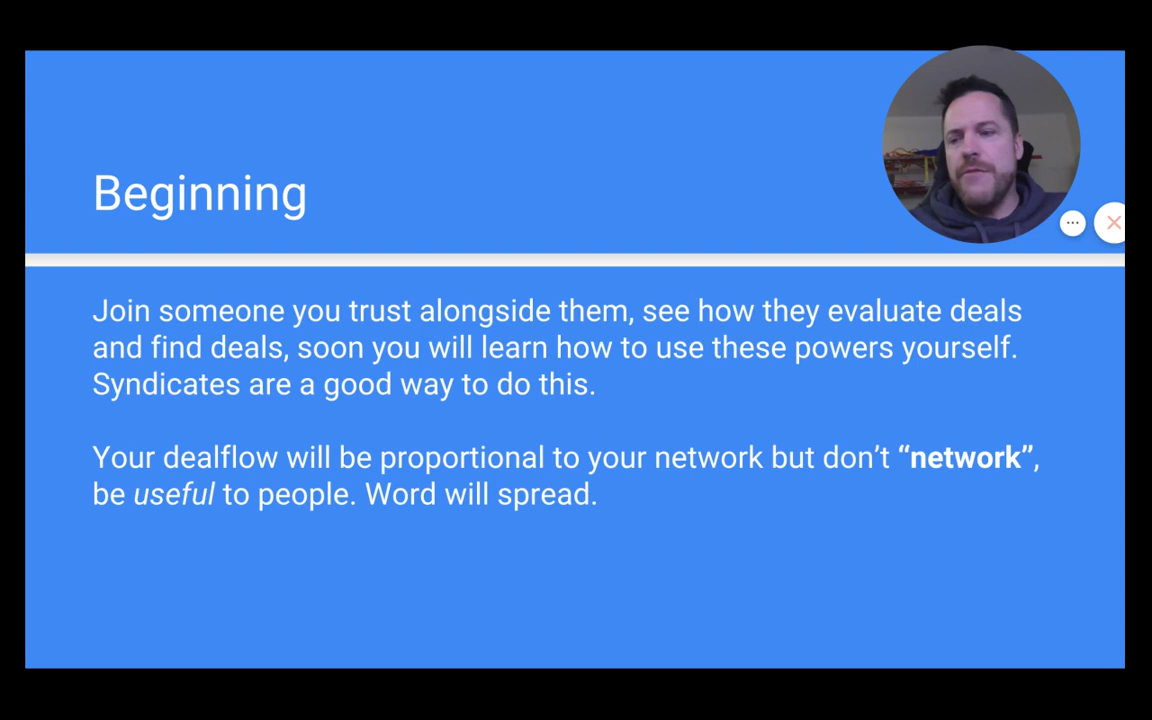 Beginning
Join someone you trust alongside them, see how they evaluate deals
and find deals, soon you will learn how to use these powers yourself.
Syndicates are a good way to do this.
Your dealflow will be proportional to your network but don’t “network”,
be useful to people. Word will spread.